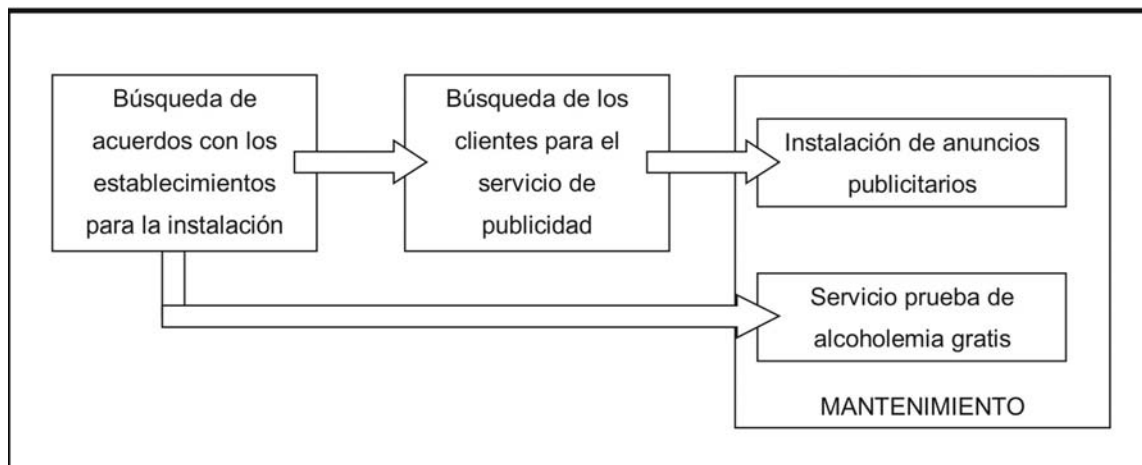 Búsqueda de
acuerdos con los
establecimientos
para la instalación
Búsqueda de los
clientes para el
servicio de
publicidad
Instalación de anuncios
publicitarios
Servicio prueba de
alcoholemia gratis
MANTENIMIENTO